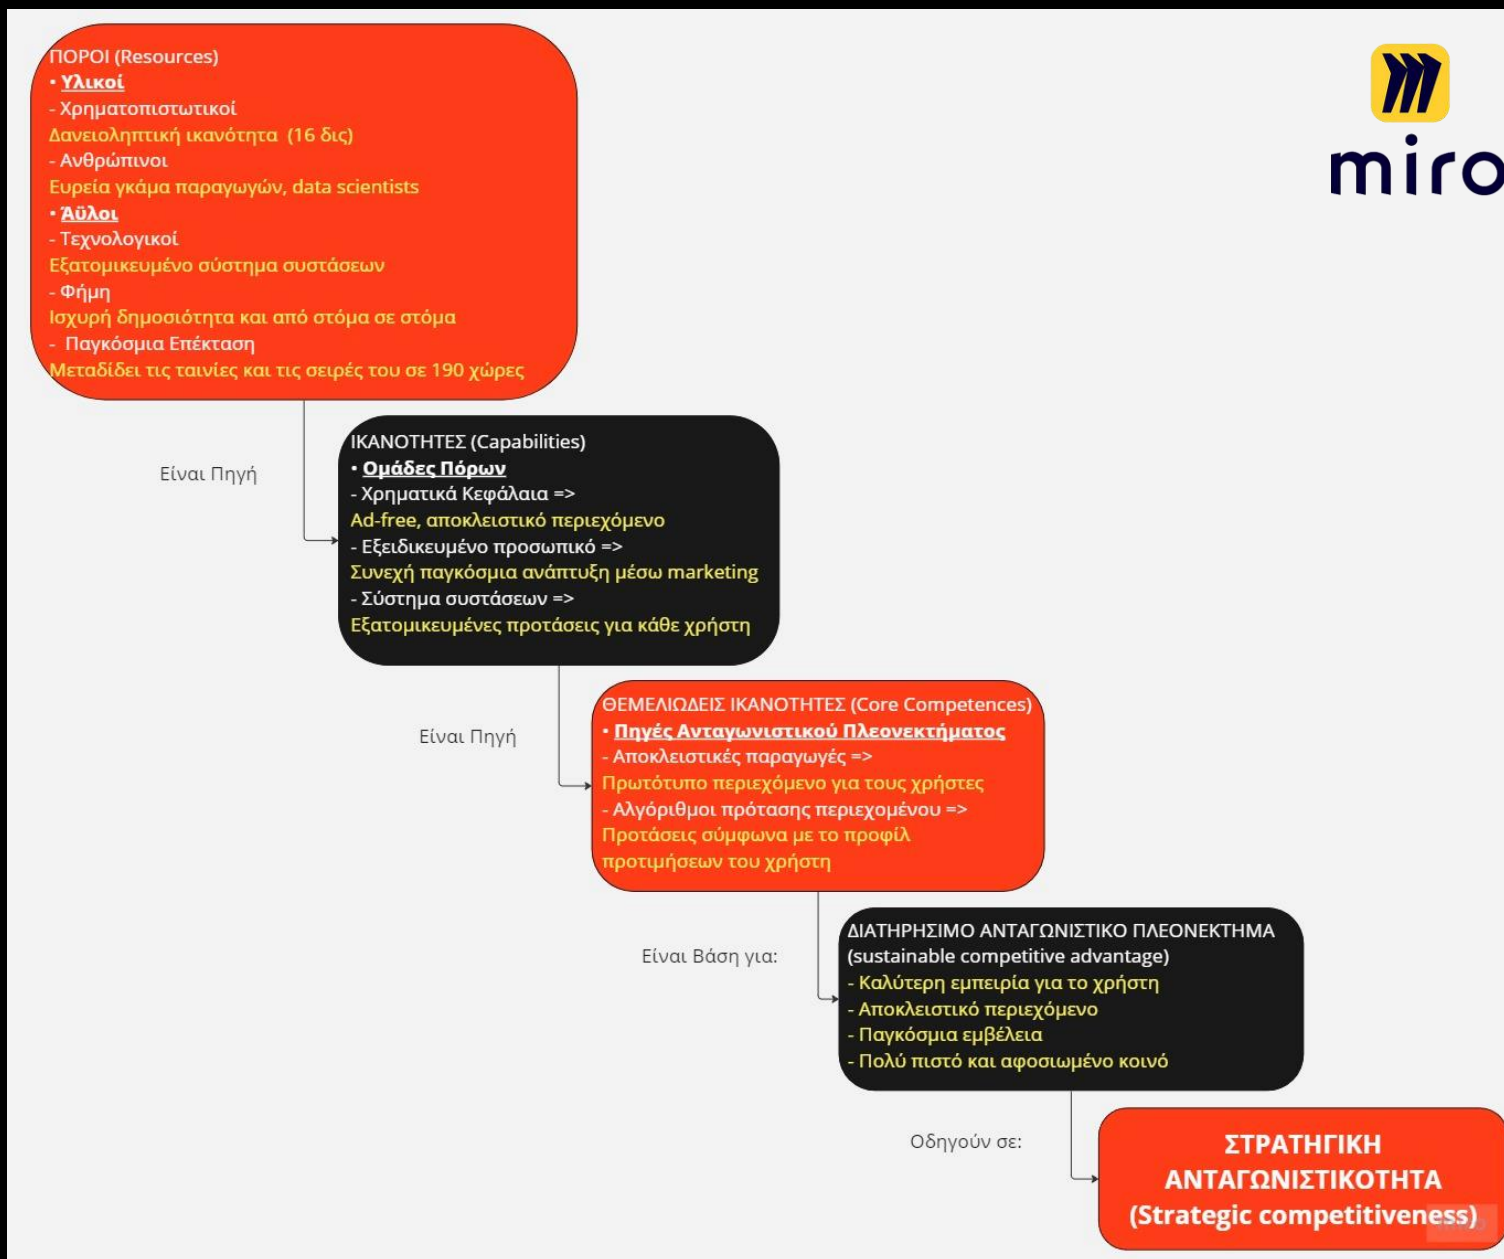 ΠΟΡΟΙ (Resources)
• Υλικοί
- Χρηματοπιστωτικοί
Δανειοληπτική ικανότητα (16 δις)
- Ανθρώπινοι
Ευρεία γκάμα παραγωγών, data scientists
• Άϋλοι
- Τεχνολογικοί
Εξατομικευμένο σύστημα συστάσεων
- Φήμη
Ισχυρή δημοσιότητα και από στόμα σε στόμα
- Παγκόσμια Επέκταση
Μεταδίδει τις ταινίες και τις σειρές του σε 190 χώρες
miro
Είναι Πηγή
ΙΚΑΝΟΤΗΤΕΣ (Capabilities)
• Ομάδες Πόρων
- Χρηματικά Κεφάλαια =>
Ad-free, αποκλειστικό περιεχόμενο
- Εξειδικευμένο προσωπικό =>
Συνεχή παγκόσμια ανάπτυξη μέσω marketing
- Σύστημα συστάσεων =>
Εξατομικευμένες προτάσεις για κάθε χρήστη
Είναι Πηγή
ΘΕΜΕΛΙΩΔΕΙΣ ΙΚΑΝΟΤΗΤΕΣ (Core Competences)
• Πηγές Ανταγωνιστικού Πλεονεκτήματος
- Αποκλειστικές παραγωγές =>
Πρωτότυπο περιεχόμενο για τους χρήστες
- Αλγόριθμοι πρότασης περιεχομένου =>
Προτάσεις σύμφωνα με το προφίλ
προτιμήσεων του χρήστη
Είναι Βάση για:
ΔΙΑΤΗΡΗΣΙΜΟ ΑΝΤΑΓΩΝΙΣΤΙΚΟ ΠΛΕΟΝΕΚΤΗΜΑ
(sustainable competitive advantage)
- Καλύτερη εμπειρία για το χρήστη
- Αποκλειστικό περιεχόμενο
- Παγκόσμια εμβέλεια
- Πολύ πιστό και αφοσιωμένο κοινό
Οδηγούν σε:
ΣΤΡΑΤΗΓΙΚΗ
ΑΝΤΑΓΩΝΙΣΤΙΚΟΤΗΤΑ
(Strategic competitiveness)